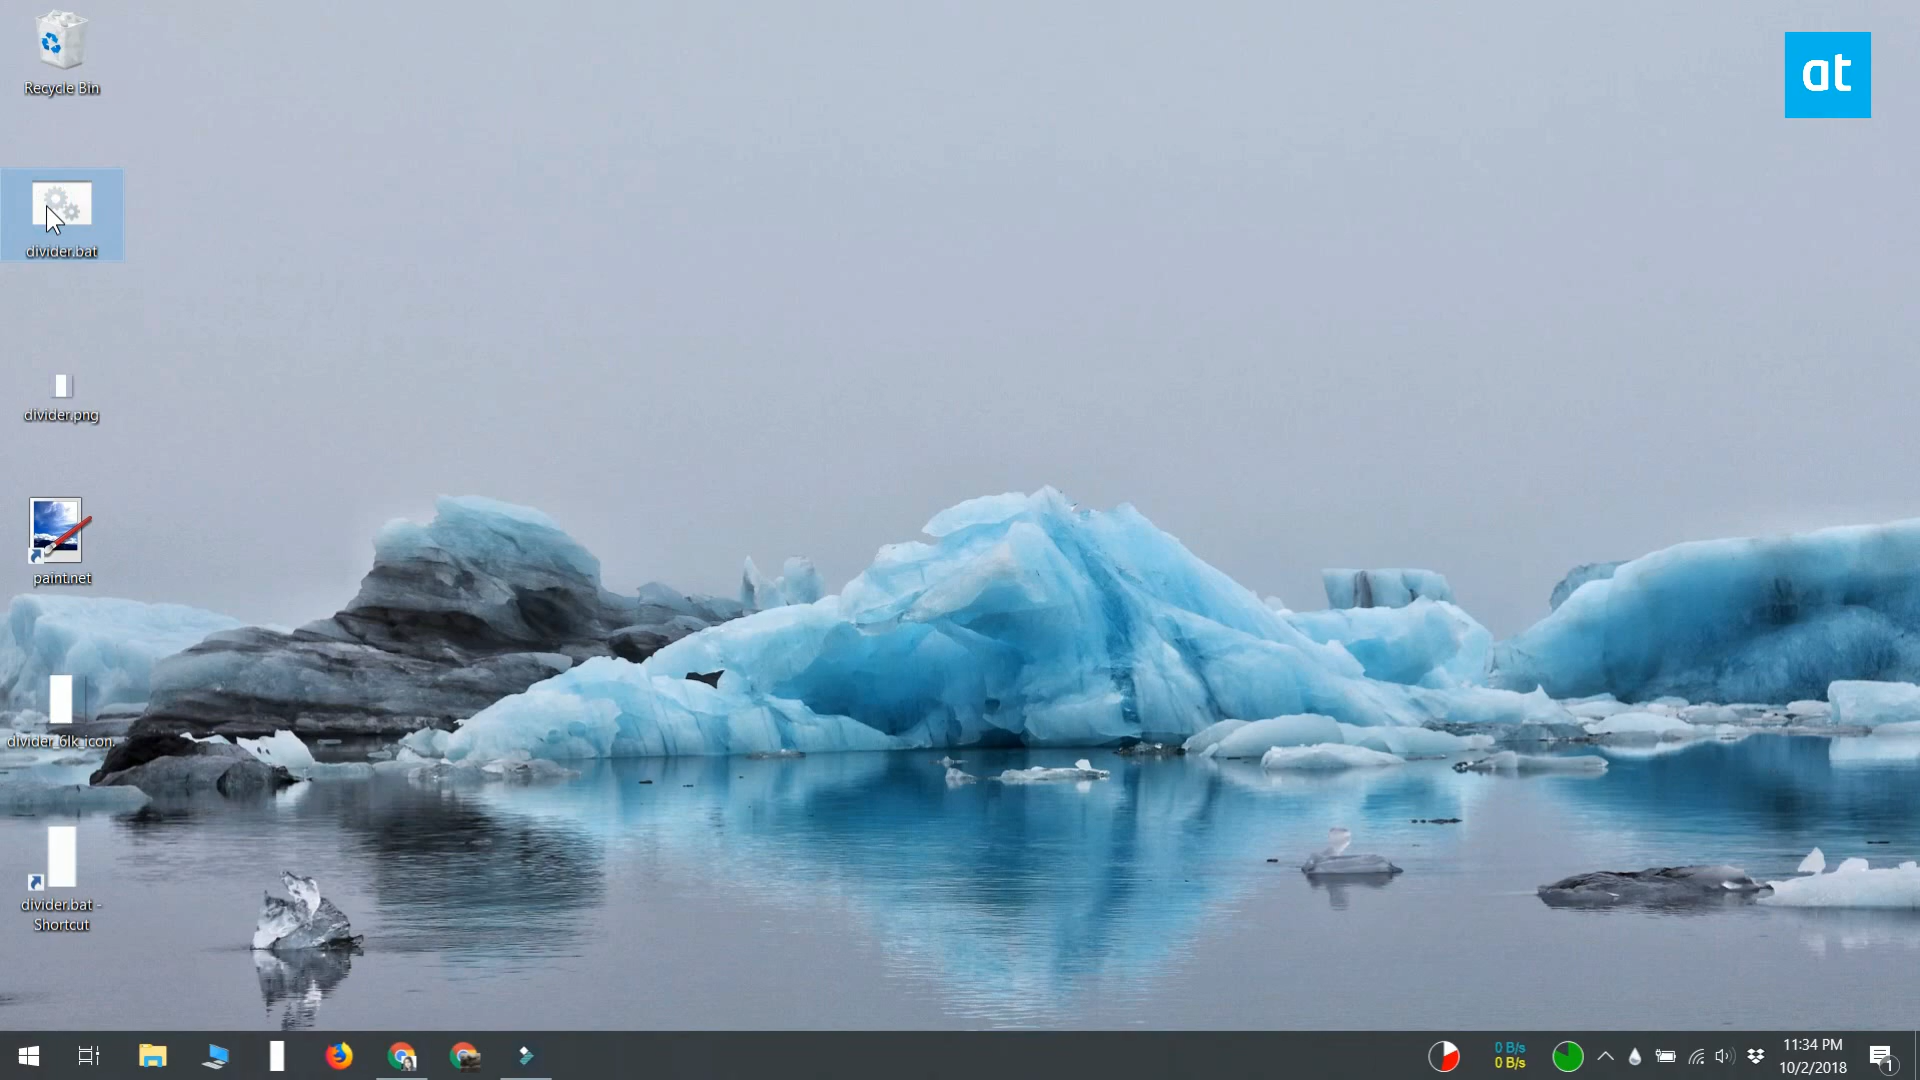 Recycle Bin
at
divider.bat
divider.png
paint.net
divider_6lk_icon.
divider.bat -
Shortcut
0 B/s
0 B/s
11:34 PM
10/2/2018
1